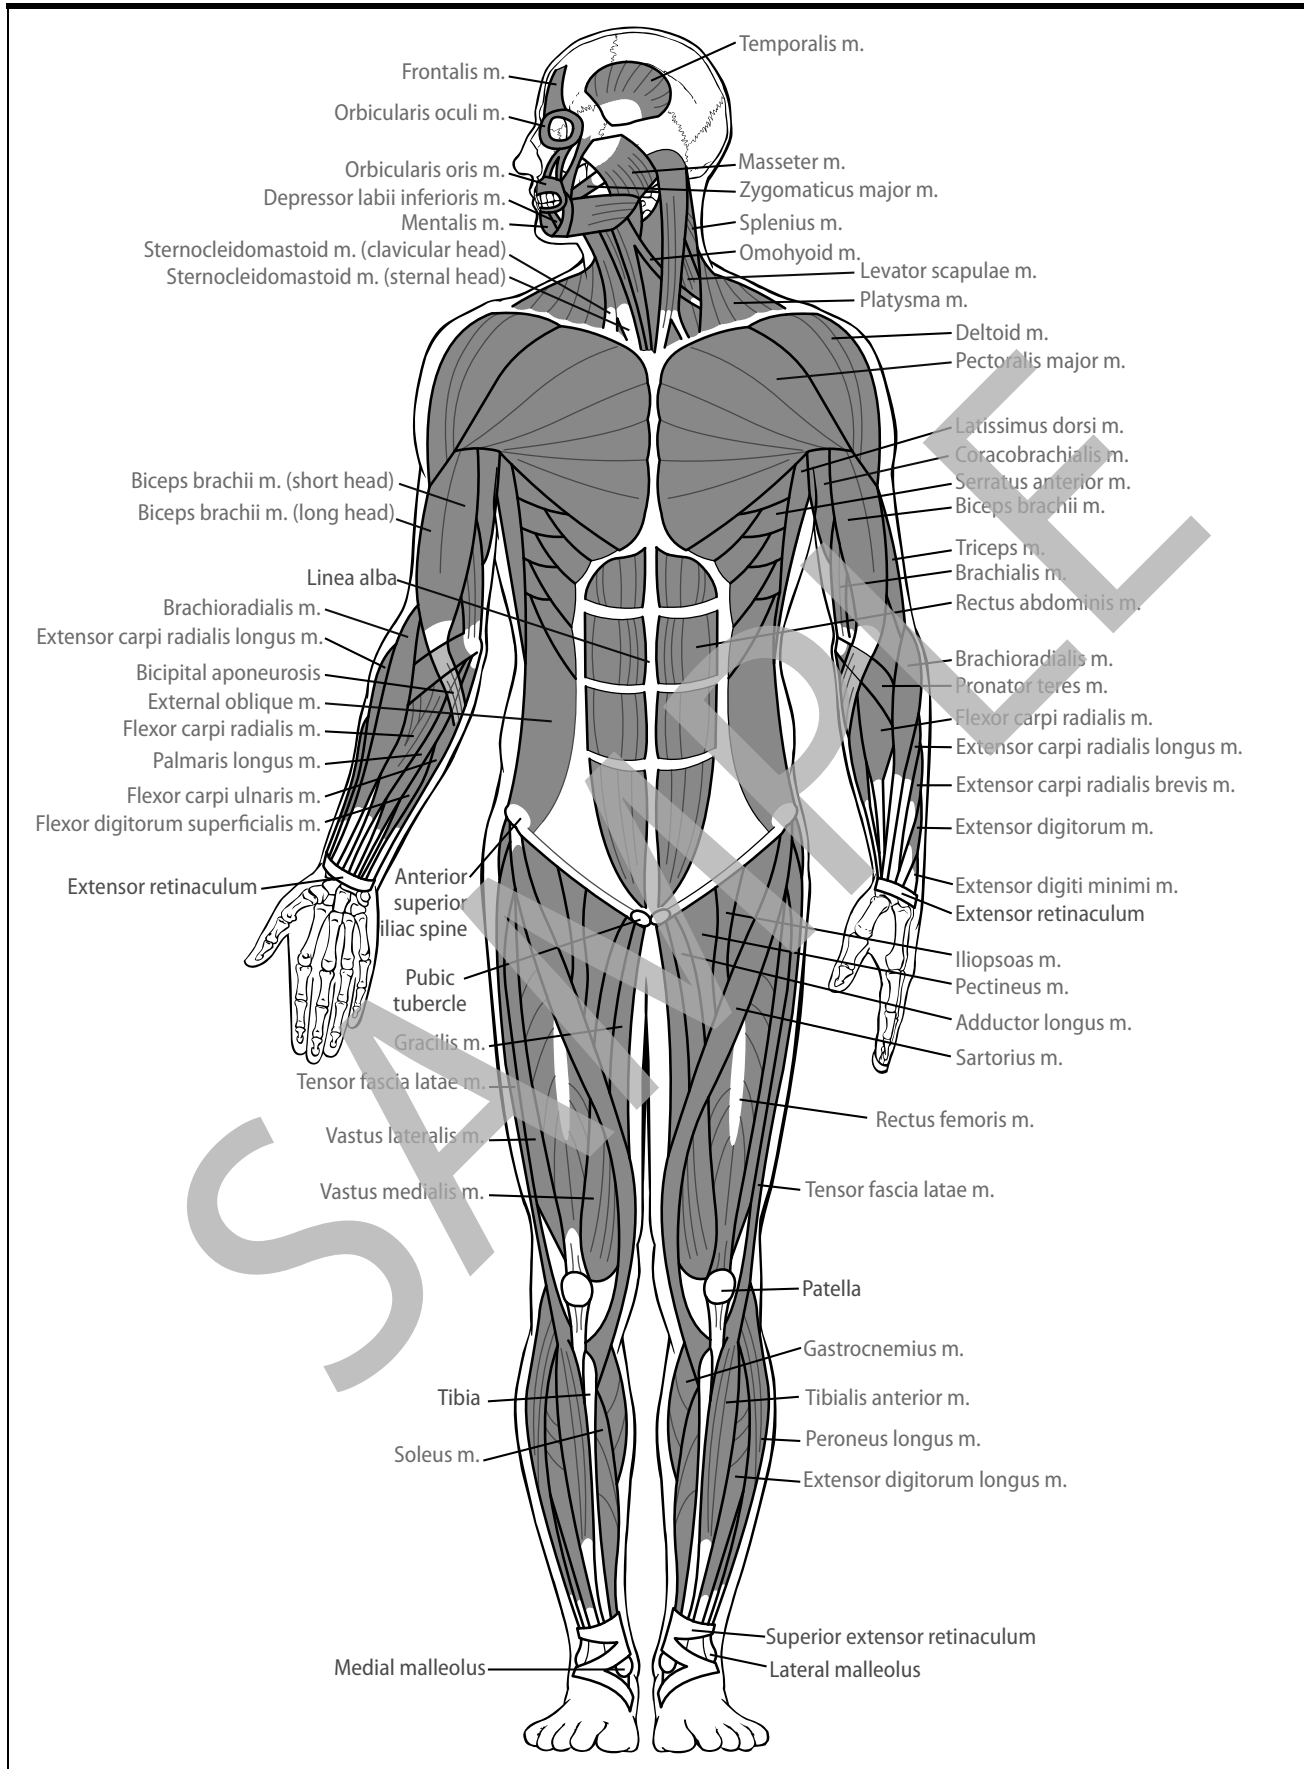 Temporalis m.
Frontalis m.
Orbicularis oculi m.
Orbicularis oris m.
Depressor labii inferioris m.
Mentalis m.
Sternocleidomastoid m. (clavicular head)
Sternocleidomastoid m. (sternal head)
Masseter m.
Zygomaticus major m.
Splenius m.
Omohyoid m.
Levator scapulae m.
Platysma m.
Deltoid m.
Pectoralis major m.
Latissimus dorsi m.
Coracobrachialis m.
Serratus anterior m.
Biceps brachii m.
Triceps m.
Brachialis m.
Rectus abdominis m.
Biceps brachii m. (short head)
Biceps brachii m. (long head)
Linea alba
Brachioradialis m.
Extensor carpi radialis longus m.
Bicipital aponeurosis
External oblique m.
Flexor carpi radialis m.
Palmaris longus m.
Flexor carpi ulnaris m.
Flexor digitorum superficialis m.
Extensor retinaculum
Brachioradialis m.
Pronator teres m.
Flexor carpi radialis m.
Extensor carpi radialis longus m.
Extensor carpi radialis brevis m.
Extensor digitorum m.
Extensor digiti minimi m.
Extensor retinaculum
Anterior
superior
iliac spine
Pubic
tubercle
Gracilis m.
Tensor fascia latae m.
Vastus lateralis m.
Vastus medialis m.
Iliopsoas m.
Pectineus m.
Adductor longus m.
Sartorius m.
Rectus femoris m.
Tensor fascia latae m.
Patella
Gastrocnemius m.
Tibialis anterior m.
Peroneus longus m.
Extensor digitorum longus m.
Tibia
Soleus m.
Superior extensor retinaculum
Lateral malleolus
Medial malleolus
SAMPLE